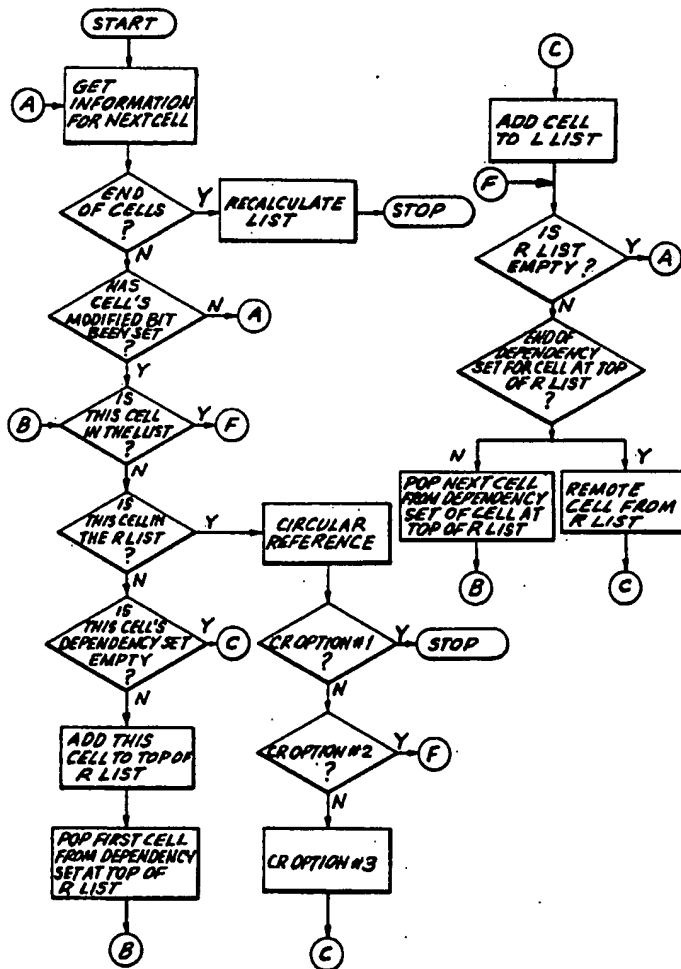 START
A
GET
INFORMATION
FOR NEXT CELL
END
OF CELLS
?
Y
RECALCULATE
LIST
STOP
N
HAS
CELL'S
MODIFIED BIT
BEEN SET
?
N
A
Y
B
IS
THIS CELL
IN THE LLIST
?
Y
F
N
IS
THIS CELL IN
THE R LIST
?
Y
CIRCULAR
REFERENCE
N
IS
THIS CELL'S
DEPENDENCY SET
EMPTY
?
Y
C
N
ADD THIS
CELL TO TOP OF
R LIST
POP FIRST CELL
FROM DEPENDENCY
SET AT TOP OF
R LIST
B
CR OPTION #1
?
Y
STOP
N
CR OPTION #2
?
Y
F
N
CR OPTION #3
C
C
ADD CELL
TO L LIST
F
IS
R LIST
EMPTY ?
Y
A
N
END OF
DEPENDENCY
SET FOR CELL AT TOP
OF R LIST
?
N
Y
POP NEXT CELL
FROM DEPENDENCY
SET OF CELL AT
TOP OF R LIST
B
REMOTE
CELL FROM
R LIST
C